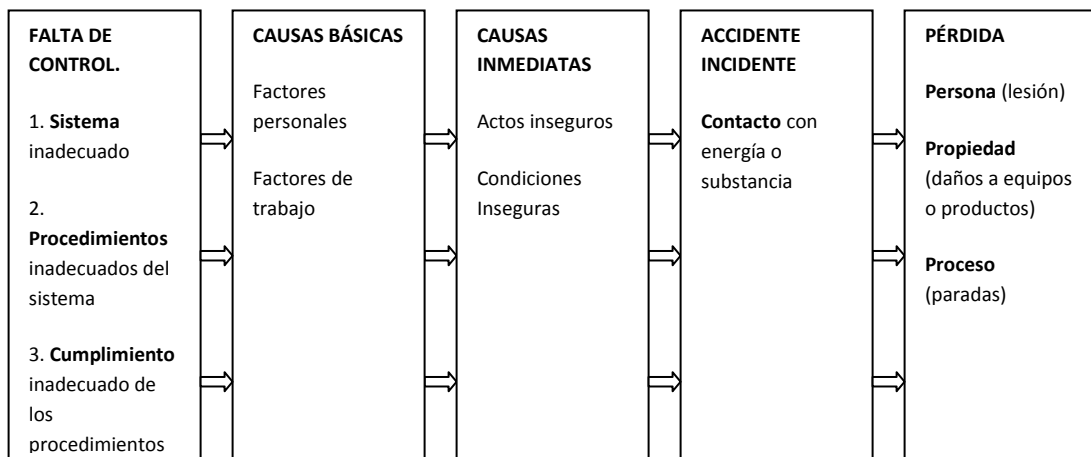 FALTA DE
CONTROL.
1. Sistema
inadecuado
2.
Procedimientos
inadecuados del
sistema
3. Cumplimiento
inadecuado de
los
procedimientos
CAUSAS BÁSICAS
Factores
personales
Factores de
trabajo
CAUSAS
INMEDIATAS
Actos inseguros
Condiciones
Inseguras
ACCIDENTE
INCIDENTE
Contacto con
energía o
substancia
PÉRDIDA
Persona (lesión)
Propiedad
(daños a equipos
o productos)
Proceso
(paradas)